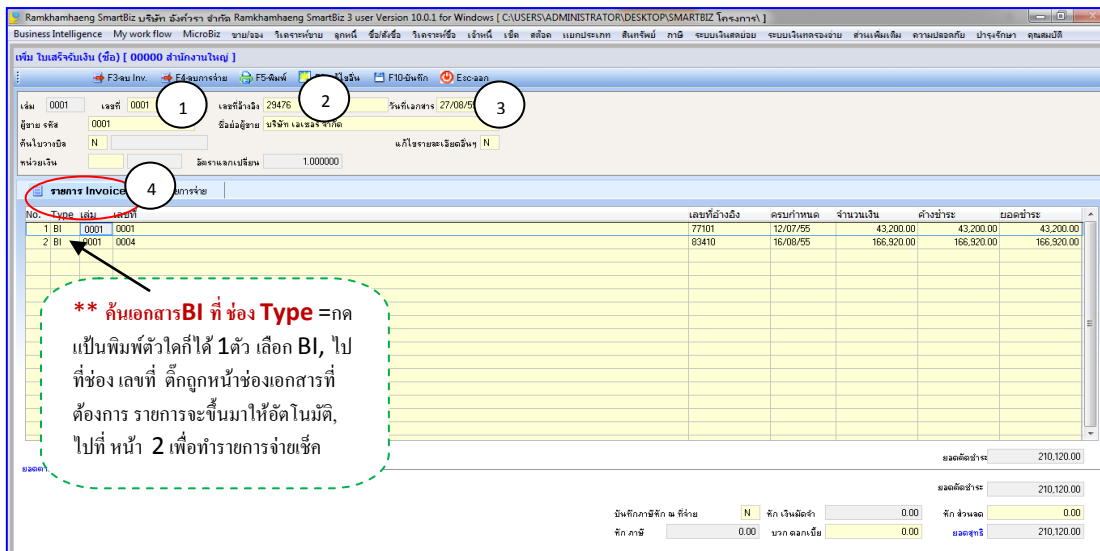 Ramkhamhaeng SmartBiz บริษัท อังก์วรา จำกัด Ramkhamhaeng SmartBiz 3 user Version 10.0.1 for Windows [ C:\USERS\ADMINISTRATOR\DESKTOP\SMARTBIZ โครงการ\ ]
Business Intelligence My work flow MicroBiz ขาย/จอง วิเคราะห์ขาย ลูกหนี้ ซื้อ/สั่งซื้อ วิเคราะห์ซื้อ เจ้าหนี้ เช็ค สต็อก แยกประเภท สินทรัพย์ ภาษี ระบบเงินสดย่อย ระบบเงินทดรองจ่าย ส่วนเพิ่มเติม ความปลอดภัย บำรุงรักษา คุณสมบัติ
เพิ่ม ใบเสร็จรับเงิน (ซื้อ) [ 00000 สำนักงานใหญ่ ]
F3-ลบ Inv. F4-ลบการจ่าย F5-พิมพ์ F10-บันทึก Esc-ออก
เล่ม 0001 เลขที่ 0001 1 เลขที่อ้างอิง 29476 2 วันที่เอกสาร 27/08/5 3
ผู้ขาย รหัส 0001 ชื่อย่อผู้ขาย บริษัท เอเซอร์ จำกัด
ค้นใบวางบิล N แก้ไขรายละเอียดอื่นๆ N
หน่วยเงิน อัตราแลกเปลี่ยน 1.000000
รายการ Invoice 4 ยการจ่าย
No. Type เล่ม เลขที่ เลขที่อ้างอิง ครบกำหนด จำนวนเงิน ค้างชำระ ยอดชำระ
1 BI 0001 0001 77101 12/07/55 43,200.00 43,200.00 43,200.00
2 BI 0001 0004 83410 16/08/55 166,920.00 166,920.00 166,920.00
** ค้นเอกสารBI ที่ ช่อง Type =กด
แป้นพิมพ์ตัวใดก็ได้ 1ตัว เลือก BI, ไป
ที่ช่อง เลขที่ ติ๊กถูกหน้าช่องเอกสารที่
ต้องการ รายการจะขึ้นมาให้อัตโนมัติ,
ไปที่ หน้า 2 เพื่อทำรายการจ่ายเช็ค
ยอดตัดชำระ 210,120.00
ยอดตัดชำระ 210,120.00
บันทึกภาษีหัก ณ ที่จ่าย N หัก เงินมัดจำ 0.00 หัก ส่วนลด 0.00
หัก ภาษี 0.00 บวก ดอกเบี้ย 0.00 ยอดสุทธิ 210,120.00